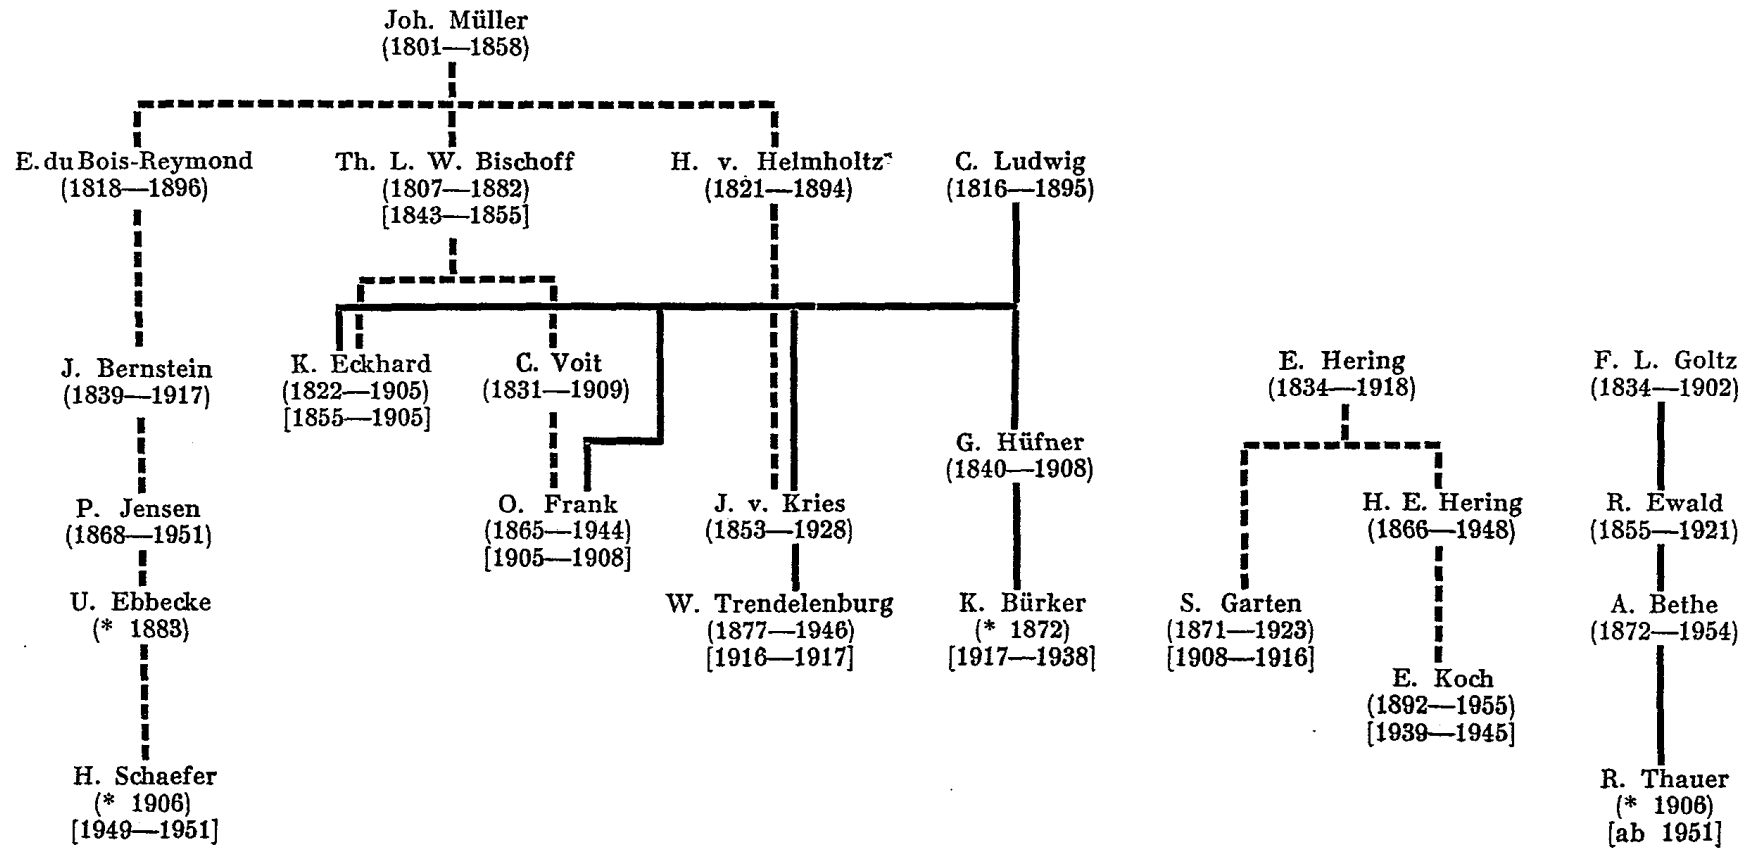 Joh. Müller
(1801—1858)
E. du Bois-Reymond
(1818—1896)
Th. L. W. Bischoff
(1807—1882)
[1843—1855]
H. v. Helmholtz
(1821—1894)
C. Ludwig
(1816—1895)
J. Bernstein
(1839—1917)
K. Eckhard
(1822—1905)
[1855—1905]
C. Voit
(1831—1909)
E. Hering
(1834—1918)
F. L. Goltz
(1834—1902)
G. Hüfner
(1840—1908)
P. Jensen
(1868—1951)
O. Frank
(1865—1944)
[1905—1908]
J. v. Kries
(1853—1928)
H. E. Hering
(1866—1948)
R. Ewald
(1855—1921)
U. Ebbecke
(* 1883)
W. Trendelenburg
(1877—1946)
[1916—1917]
K. Bürker
(* 1872)
[1917—1938]
S. Garten
(1871—1923)
[1908—1916]
A. Bethe
(1872—1954)
E. Koch
(1892—1955)
[1939—1945]
H. Schaefer
(* 1906)
[1949—1951]
R. Thauer
(* 1906)
[ab 1951]